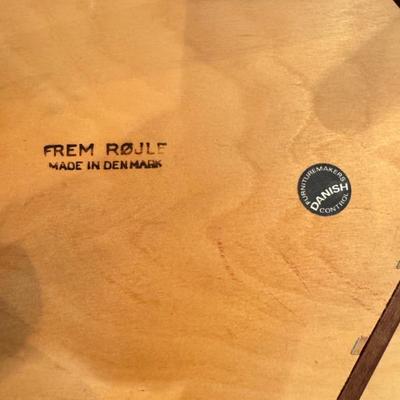 FREM RØJLE
MADE IN DENMARK
FURNITUREMAKERS
DANISH
CONTROL